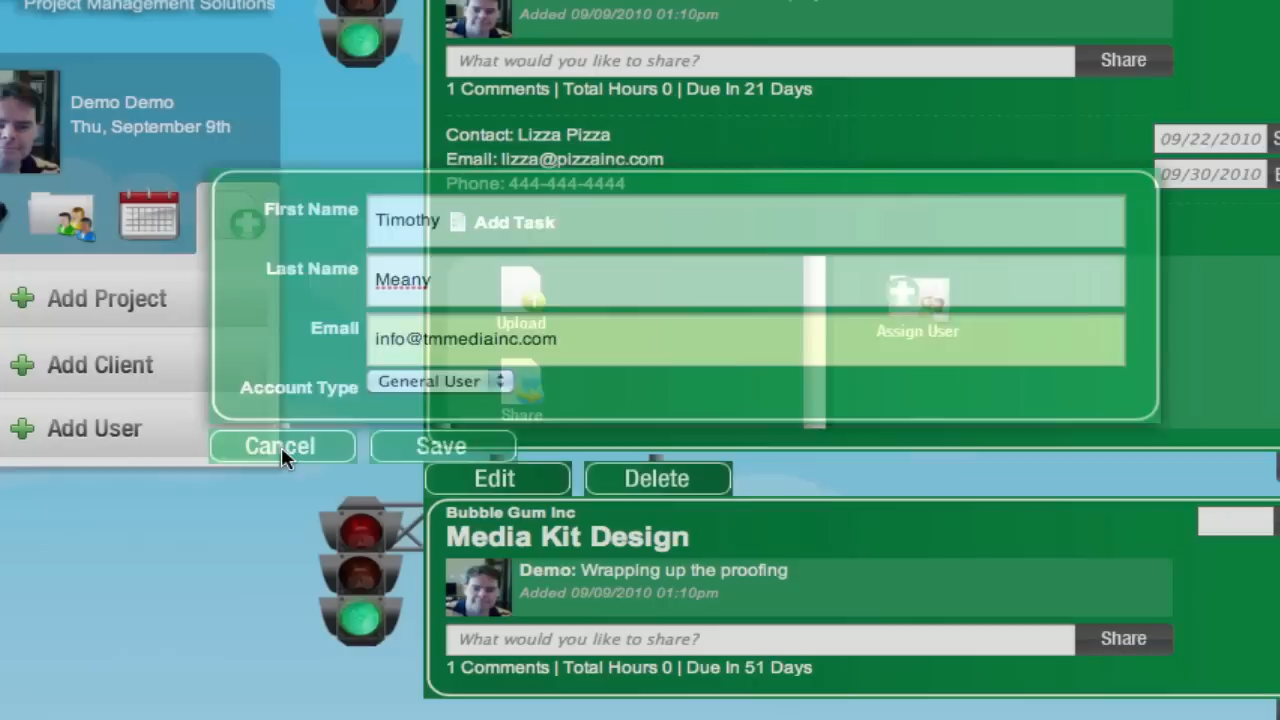 Project Management Solutions
Added 09/09/2010 01:10pm
What would you like to share?
Share
1 Comments | Total Hours 0 | Due In 21 Days
Demo Demo
Thu, September 9th
Contact: Lizza Pizza
Email: lizza@pizzainc.com
Phone: 444-444-4444
09/22/2010
09/30/2010
First Name
Timothy
Add Task
Last Name
Meany
Upload
Assign User
Email
info@tmmediainc.com
Account Type
General User
Share
Add Project
Add Client
Add User
Cancel
Save
Edit
Delete
Bubble Gum Inc
Media Kit Design
Demo: Wrapping up the proofing
Added 09/09/2010 01:10pm
What would you like to share?
Share
1 Comments | Total Hours 0 | Due In 51 Days